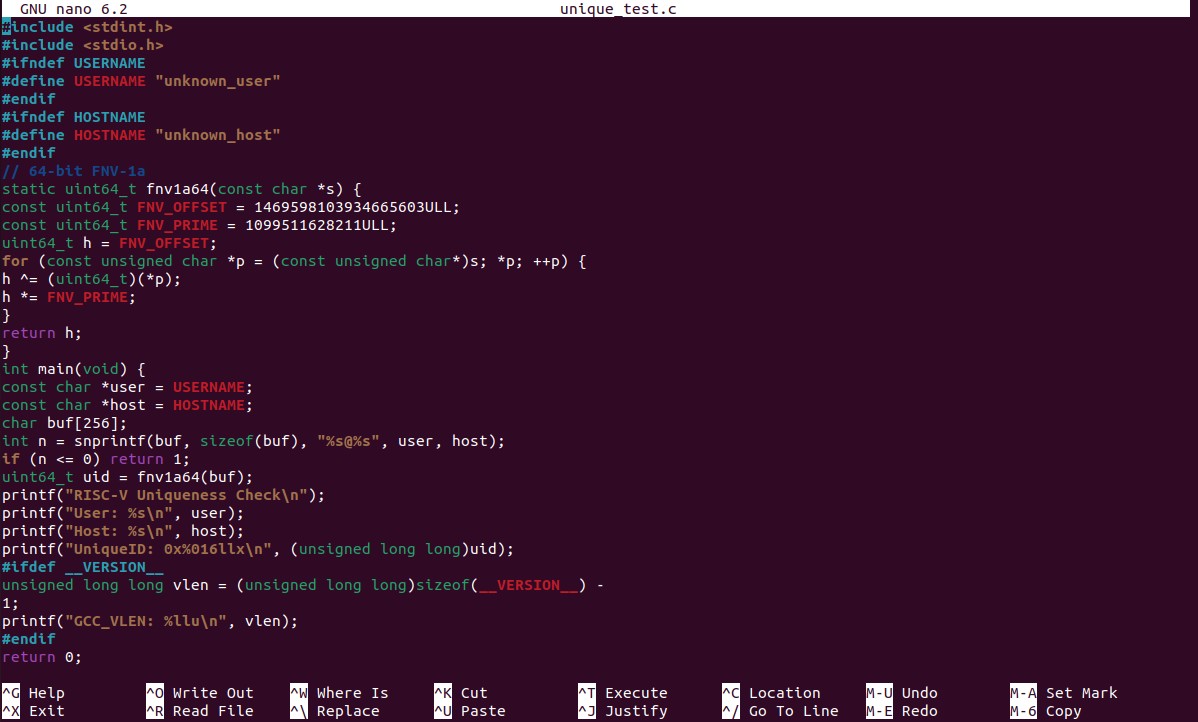 GNU nano 6.2 unique_test.c
#include <stdint.h>
#include <stdio.h>
#ifndef USERNAME
#define USERNAME "unknown_user"
#endif
#ifndef HOSTNAME
#define HOSTNAME "unknown_host"
#endif
// 64-bit FNV-1a
static uint64_t fnv1a64(const char *s) {
const uint64_t FNV_OFFSET = 1469598103934665603ULL;
const uint64_t FNV_PRIME = 1099511628211ULL;
uint64_t h = FNV_OFFSET;
for (const unsigned char *p = (const unsigned char*)s; *p; ++p) {
h ^= (uint64_t)(*p);
h *= FNV_PRIME;
}
return h;
}
int main(void) {
const char *user = USERNAME;
const char *host = HOSTNAME;
char buf[256];
int n = snprintf(buf, sizeof(buf), "%s@%s", user, host);
if (n <= 0) return 1;
uint64_t uid = fnv1a64(buf);
printf("RISC-V Uniqueness Check\n");
printf("User: %s\n", user);
printf("Host: %s\n", host);
printf("UniqueID: 0x%016llx\n", (unsigned long long)uid);
#ifdef __VERSION__
unsigned long long vlen = (unsigned long long)sizeof(__VERSION__) -
1;
printf("GCC_VLEN: %llu\n", vlen);
#endif
return 0;
^G Help ^O Write Out ^W Where Is ^K Cut ^T Execute ^C Location M-U Undo M-A Set Mark
^X Exit ^R Read File ^\ Replace ^U Paste ^J Justify ^/ Go To Line M-E Redo M-6 Copy